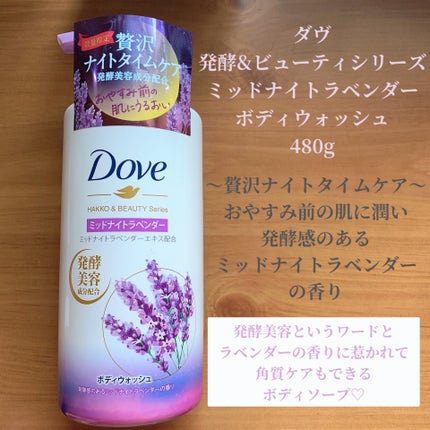 数量限定
贅沢
ナイトタイムケア
発酵美容成分配合
おやすみ前の
肌にうるおい
Dove
HAKKO & BEAUTY Series
ミッドナイトラベンダー
ミッドナイトラベンダーエキス配合
発酵
美容
成分配合
ボディウォッシュ
ダヴ
発酵&ビューティシリーズ
ミッドナイトラベンダー
ボディウォッシュ
480g
〜贅沢ナイトタイムケア〜
おやすみ前の肌に潤い
発酵感のある
ミッドナイトラベンダー
の香り
発酵美容というワードと
ラベンダーの香りに惹かれて
角質ケアもできる
ボディソープ♡